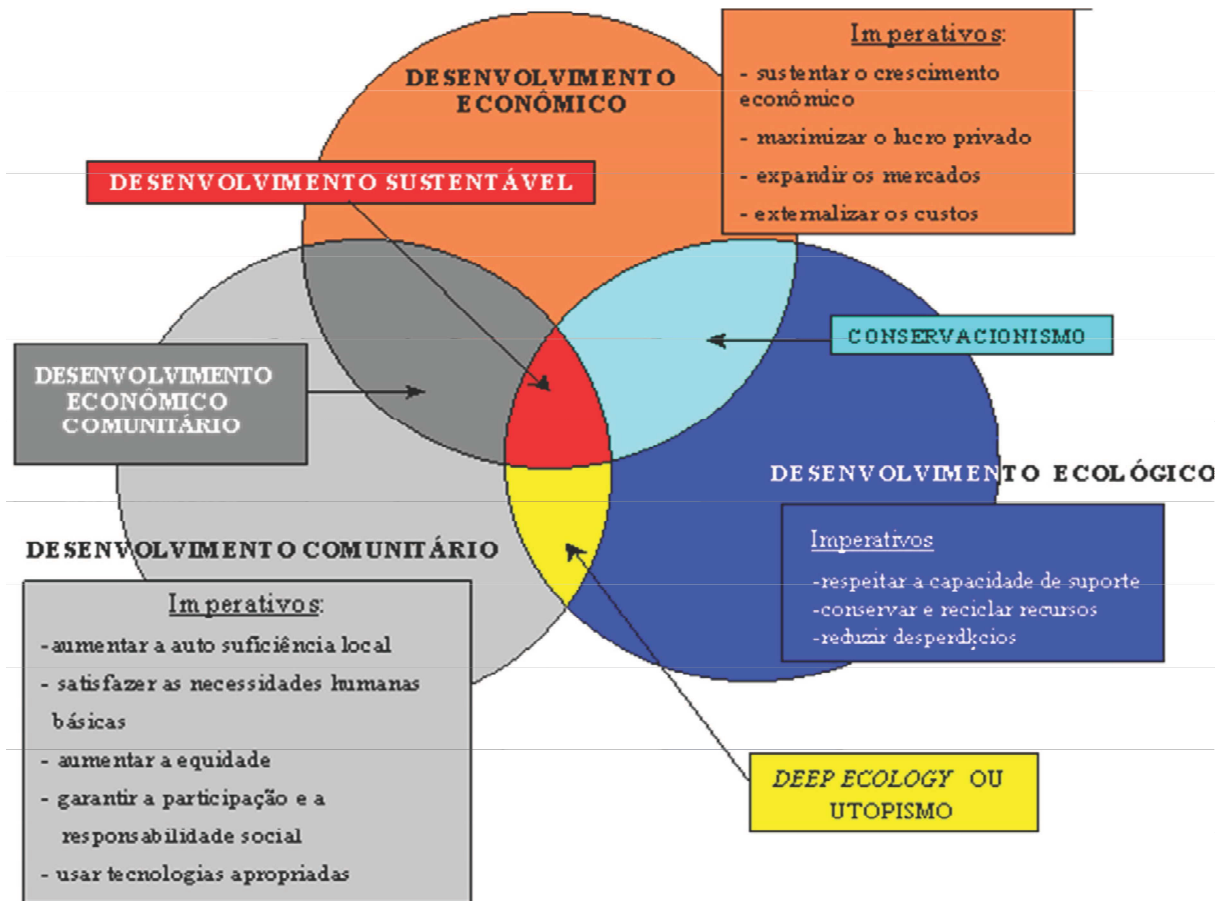 DESENVOLVIMENTO
ECONÔMICO
Imperativos:
- sustentar o crescimento
econômico
- maximizar o lucro privado
- expandir os mercados
- externalizar os custos
DESENVOLVIMENTO SUSTENTÁVEL
CONSERVACIONISMO
DESENVOLVIMENTO
ECONÔMICO
COMUNITÁRIO
DESENVOLVIMENTO ECOLÓGICO
Imperativos
-respeitar a capacidade de suporte
-conservar e reciclar recursos
-reduzir desperdķcios
DESENVOLVIMENTO COMUNITÁRIO
Imperativos:
-aumentar a auto suficiência local
- satisfazer as necessidades humanas
básicas
- aumentar a equidade
- garantir a participação e a
responsabilidade social
- usar tecnologias apropriadas
DEEP ECOLOGY OU
UTOPISMO